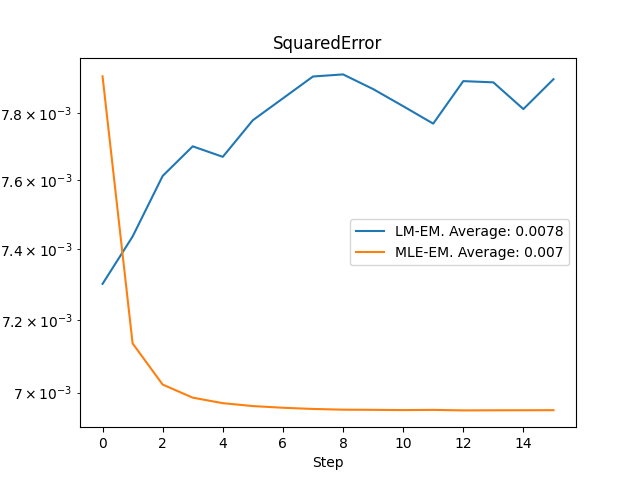 SquaredError
7.8 × 10⁻³
7.6 × 10⁻³
7.4 × 10⁻³
7.2 × 10⁻³
7 × 10⁻³
LM-EM. Average: 0.0078
MLE-EM. Average: 0.007
0 2 4 6 8 10 12 14
Step